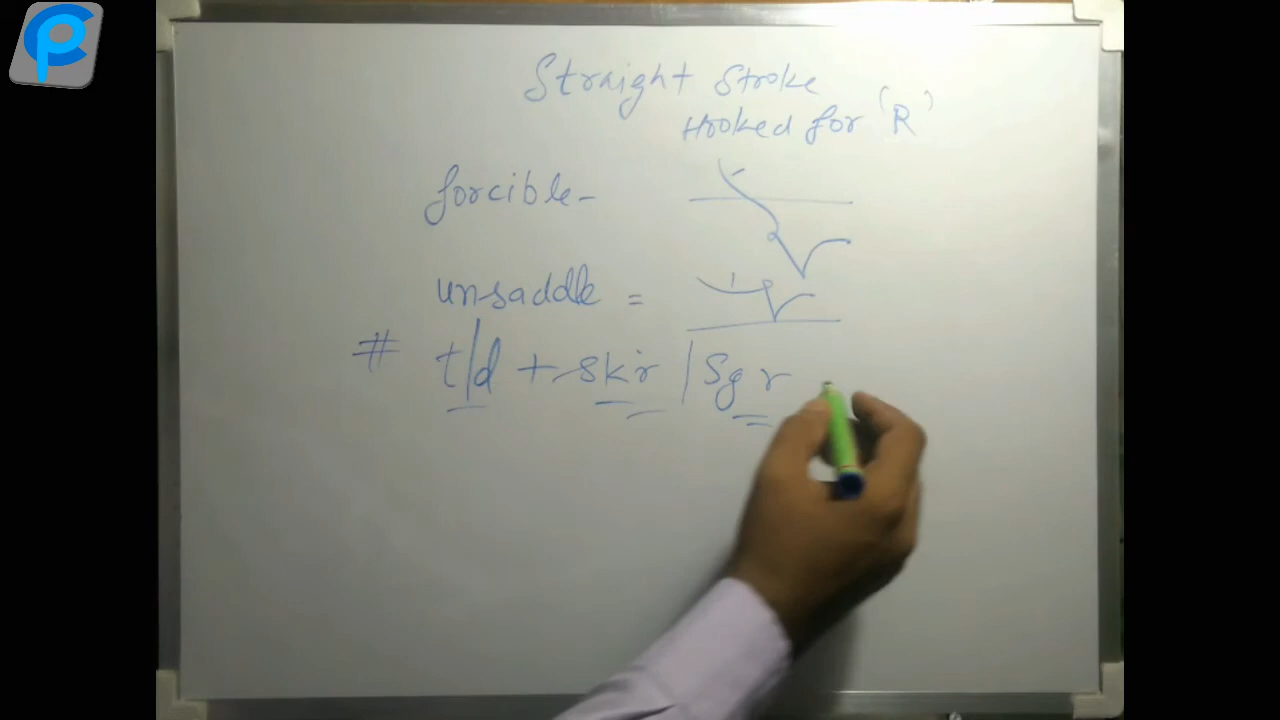 Straight Stroke
Hooked for 'R'
forcible -
unsaddle =
# t/d + skr | sgr